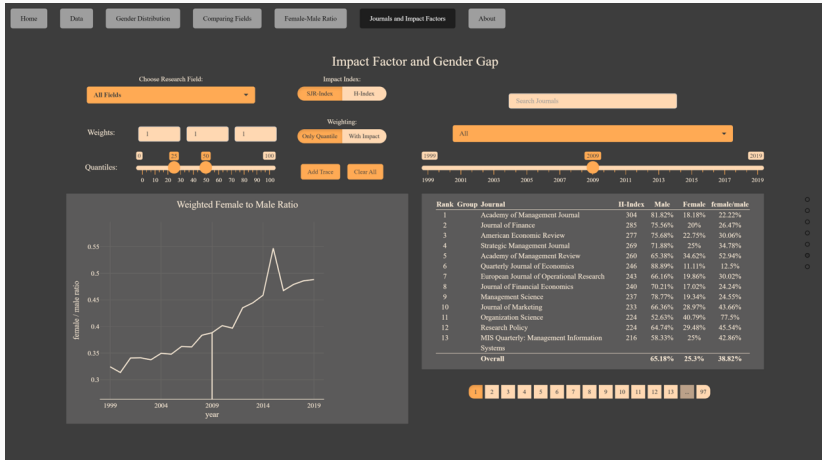 Home Data Gender Distribution Comparing Fields Female-Male Ratio Journals and Impact Factors About
Impact Factor and Gender Gap
Choose Research Field:
All Fields
Impact Index:
SJR-Index H-Index
Weights: 1 1 1
Weighting:
Only Quantile With Impact
Quantiles:
0 25 50 100
0 10 20 30 40 50 60 70 80 90 100
Add Trace Clear All
Search Journals
All
1999 2009 2019
1999 2001 2003 2005 2007 2009 2011 2013 2015 2017 2019
Weighted Female to Male Ratio
female / male ratio
0.55
0.5
0.45
0.4
0.35
0.3
1999 2004 2009 2014 2019
year
Rank Group Journal H-Index Male Female female/male
1 Academy of Management Journal 304 81.82% 18.18% 22.22%
2 Journal of Finance 285 75.56% 20% 26.47%
3 American Economic Review 277 75.68% 22.75% 30.06%
4 Strategic Management Journal 269 71.88% 25% 34.78%
5 Academy of Management Review 260 65.38% 34.62% 52.94%
6 Quarterly Journal of Economics 246 88.89% 11.11% 12.5%
7 European Journal of Operational Research 243 66.16% 19.86% 30.02%
8 Journal of Financial Economics 240 70.21% 17.02% 24.24%
9 Management Science 237 78.77% 19.34% 24.55%
10 Journal of Marketing 233 66.36% 28.97% 43.66%
11 Organization Science 224 52.63% 40.79% 77.5%
12 Research Policy 224 64.74% 29.48% 45.54%
13 MIS Quarterly: Management Information 216 58.33% 25% 42.86%
Systems
Overall 65.18% 25.3% 38.82%
1 2 3 4 5 6 7 8 9 10 11 12 13 ... 97